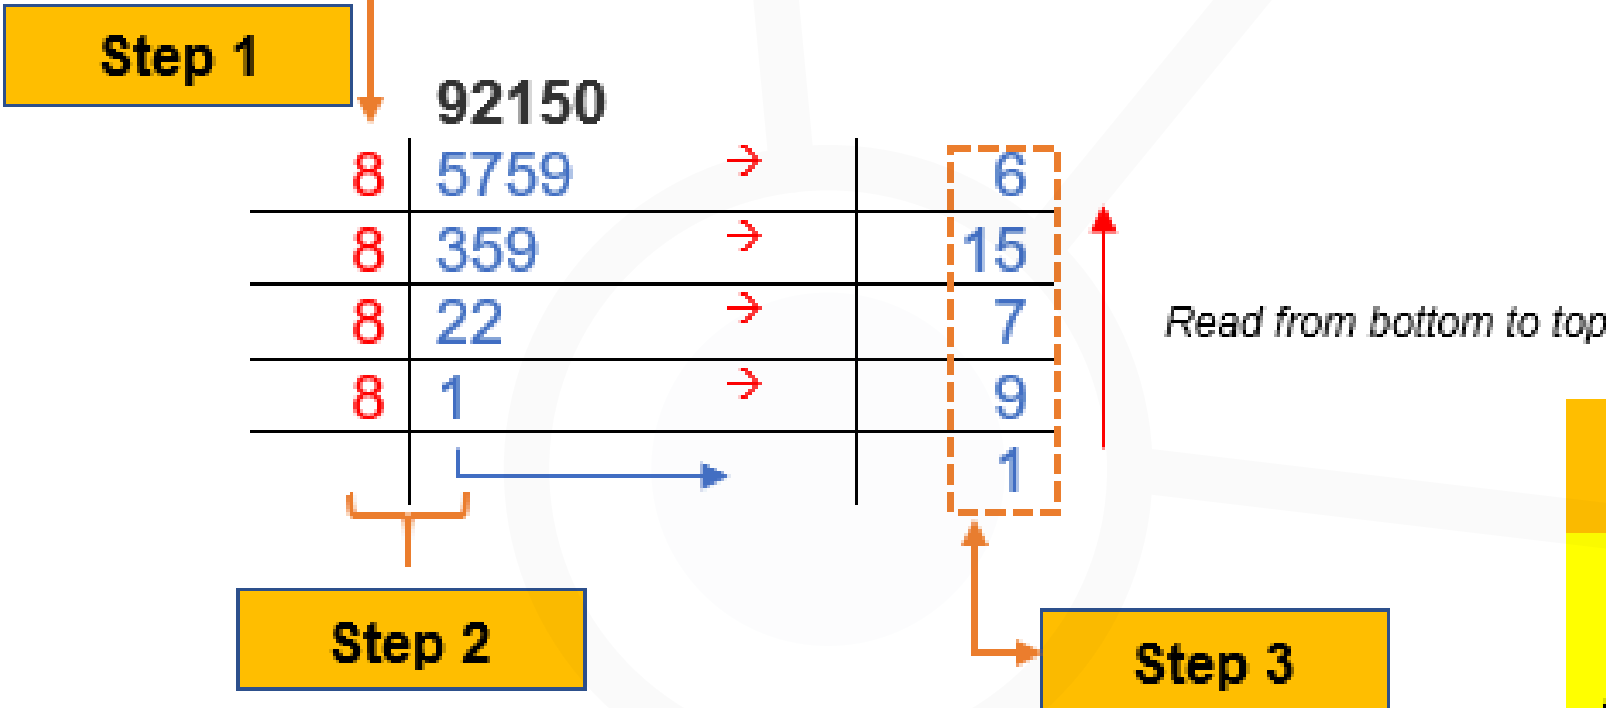 Step 1
92150
8 5759 → 6
8 359 → 15
8 22 → 7
Read from bottom to top
8 1 → 9
1
Step 2
Step 3